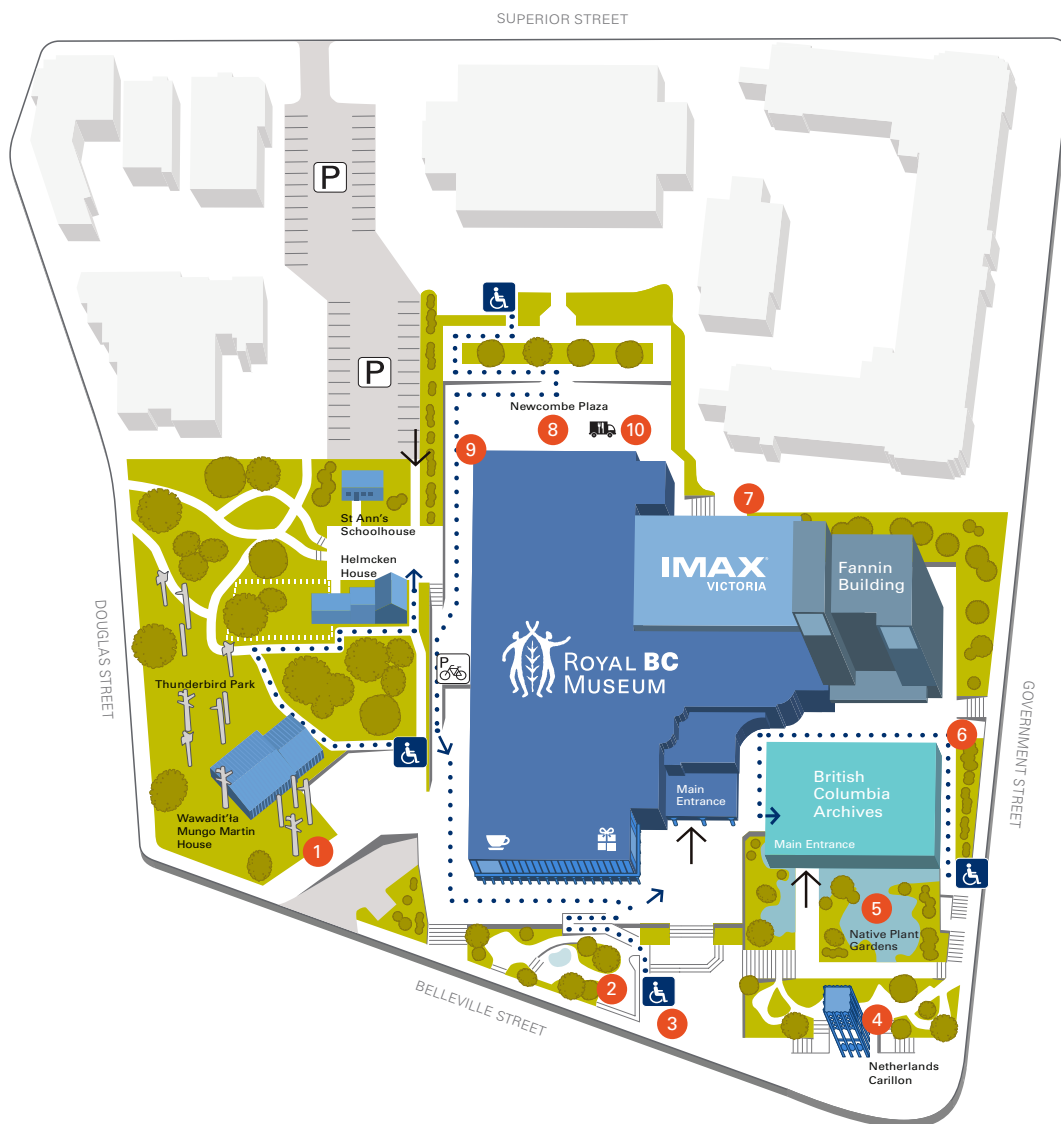 SUPERIOR STREET
P
P
Newcombe Plaza
8
10
9
7
St Ann's
Schoolhouse
Helmcken
House
IMAX
VICTORIA
Fannin
Building
DOUGLAS STREET
P
ROYAL BC
MUSEUM
Thunderbird Park
GOVERNMENT STREET
6
British
Columbia
Archives
Main
Entrance
Main Entrance
Wawadit'la
Mungo Martin
House
1
5
Native Plant
Gardens
BELLEVILLE STREET
2
3
4
Netherlands
Carillon